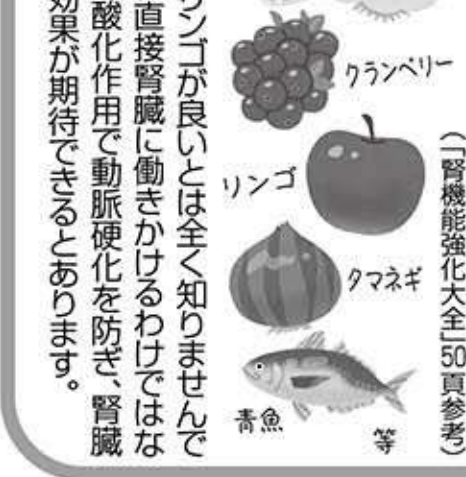 クランベリー
リンゴ
タマネギ
青魚
等
(「腎機能強化大全」50頁参考)
リンゴが良いとは全く知りませんで
直接腎臓に働きかけるわけではな
酸化作用で動脈硬化を防ぎ、腎臓
効果が期待できるとあります。